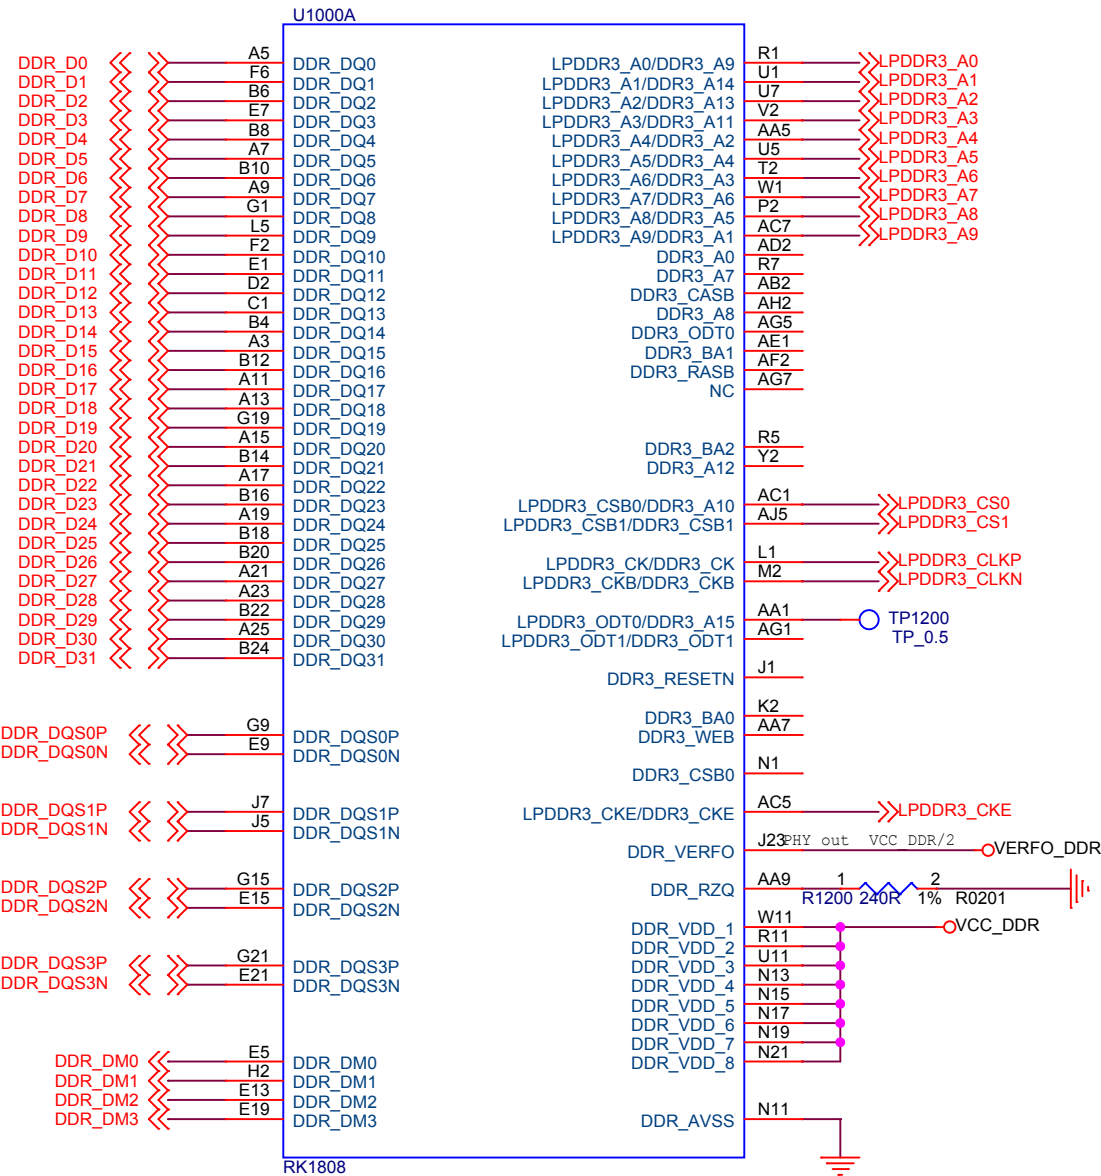 U1000A
DDR_D0 A5 DDR_DQ0
DDR_D1 F6 DDR_DQ1
DDR_D2 B6 DDR_DQ2
DDR_D3 E7 DDR_DQ3
DDR_D4 B8 DDR_DQ4
DDR_D5 A7 DDR_DQ5
DDR_D6 B10 DDR_DQ6
DDR_D7 A9 DDR_DQ7
DDR_D8 G1 DDR_DQ8
DDR_D9 L5 DDR_DQ9
DDR_D10 F2 DDR_DQ10
DDR_D11 E1 DDR_DQ11
DDR_D12 D2 DDR_DQ12
DDR_D13 C1 DDR_DQ13
DDR_D14 B4 DDR_DQ14
DDR_D15 A3 DDR_DQ15
DDR_D16 B12 DDR_DQ16
DDR_D17 A11 DDR_DQ17
DDR_D18 A13 DDR_DQ18
DDR_D19 G19 DDR_DQ19
DDR_D20 A15 DDR_DQ20
DDR_D21 B14 DDR_DQ21
DDR_D22 A17 DDR_DQ22
DDR_D23 B16 DDR_DQ23
DDR_D24 A19 DDR_DQ24
DDR_D25 B18 DDR_DQ25
DDR_D26 B20 DDR_DQ26
DDR_D27 A21 DDR_DQ27
DDR_D28 A23 DDR_DQ28
DDR_D29 B22 DDR_DQ29
DDR_D30 A25 DDR_DQ30
DDR_D31 B24 DDR_DQ31
DDR_DQS0P G9 DDR_DQS0P
DDR_DQS0N E9 DDR_DQS0N
DDR_DQS1P J7 DDR_DQS1P
DDR_DQS1N J5 DDR_DQS1N
DDR_DQS2P G15 DDR_DQS2P
DDR_DQS2N E15 DDR_DQS2N
DDR_DQS3P G21 DDR_DQS3P
DDR_DQS3N E21 DDR_DQS3N
DDR_DM0 E5 DDR_DM0
DDR_DM1 H2 DDR_DM1
DDR_DM2 E13 DDR_DM2
DDR_DM3 E19 DDR_DM3
LPDDR3_A0/DDR3_A9 R1 LPDDR3_A0
LPDDR3_A1/DDR3_A14 U1 LPDDR3_A1
LPDDR3_A2/DDR3_A13 U7 LPDDR3_A2
LPDDR3_A3/DDR3_A11 V2 LPDDR3_A3
LPDDR3_A4/DDR3_A2 AA5 LPDDR3_A4
LPDDR3_A5/DDR3_A4 U5 LPDDR3_A5
LPDDR3_A6/DDR3_A3 T2 LPDDR3_A6
LPDDR3_A7/DDR3_A6 W1 LPDDR3_A7
LPDDR3_A8/DDR3_A5 P2 LPDDR3_A8
LPDDR3_A9/DDR3_A1 AC7 LPDDR3_A9
DDR3_A0 AD2
DDR3_A7 R7
DDR3_CASB AB2
DDR3_A8 AH2
DDR3_ODT0 AG5
DDR3_BA1 AE1
DDR3_RASB AF2
NC AG7
DDR3_BA2 R5
DDR3_A12 Y2
LPDDR3_CSB0/DDR3_A10 AC1 LPDDR3_CS0
LPDDR3_CSB1/DDR3_CSB1 AJ5 LPDDR3_CS1
LPDDR3_CK/DDR3_CK L1 LPDDR3_CLKP
LPDDR3_CKB/DDR3_CKB M2 LPDDR3_CLKN
LPDDR3_ODT0/DDR3_A15 AA1 TP1200
LPDDR3_ODT1/DDR3_ODT1 AG1 TP_0.5
DDR3_RESETN J1
DDR3_BA0 K2
DDR3_WEB AA7
DDR3_CSB0 N1
LPDDR3_CKE/DDR3_CKE AC5 LPDDR3_CKE
DDR_VERFO J23 PHY out VCC_DDR/2 VERFO_DDR
DDR_RZQ AA9 1 2
R1200 240R 1% R0201
DDR_VDD_1 W11 VCC_DDR
DDR_VDD_2 R11
DDR_VDD_3 U11
DDR_VDD_4 N13
DDR_VDD_5 N15
DDR_VDD_6 N17
DDR_VDD_7 N19
DDR_VDD_8 N21
DDR_AVSS N11
RK1808